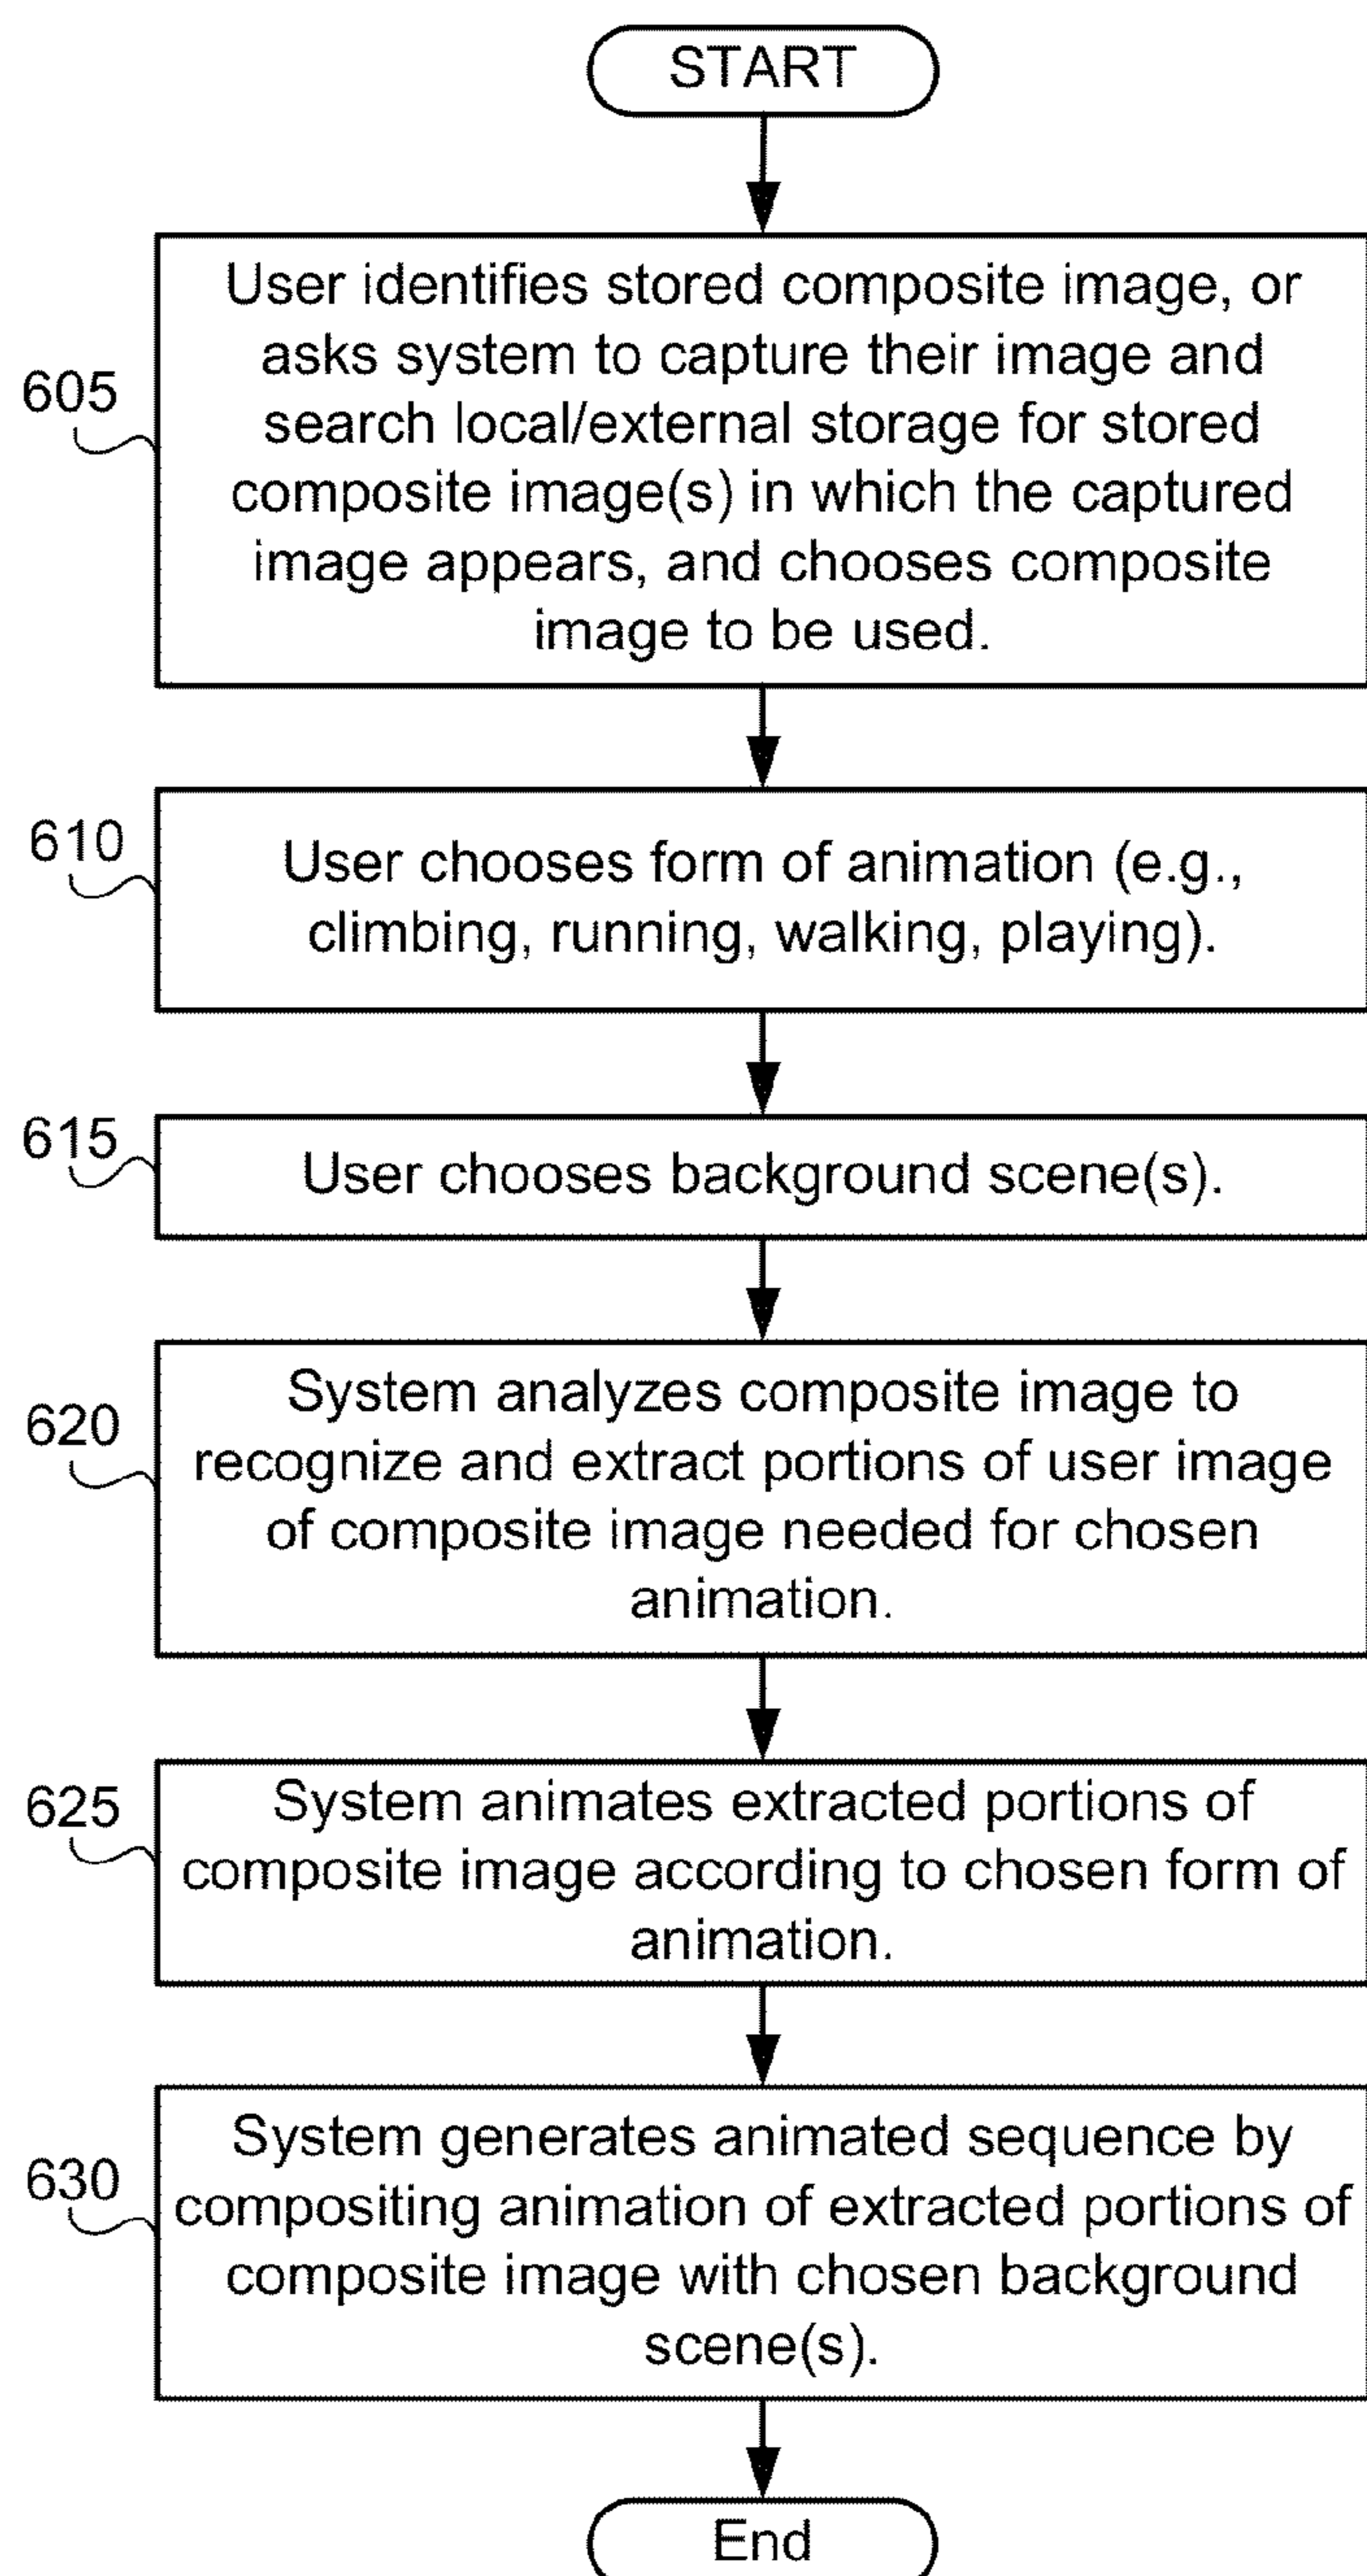 START
605
User identifies stored composite image, or
asks system to capture their image and
search local/external storage for stored
composite image(s) in which the captured
image appears, and chooses composite
image to be used.
610
User chooses form of animation (e.g.,
climbing, running, walking, playing).
615
User chooses background scene(s).
620
System analyzes composite image to
recognize and extract portions of user image
of composite image needed for chosen
animation.
625
System animates extracted portions of
composite image according to chosen form of
animation.
630
System generates animated sequence by
compositing animation of extracted portions of
composite image with chosen background
scene(s).
End